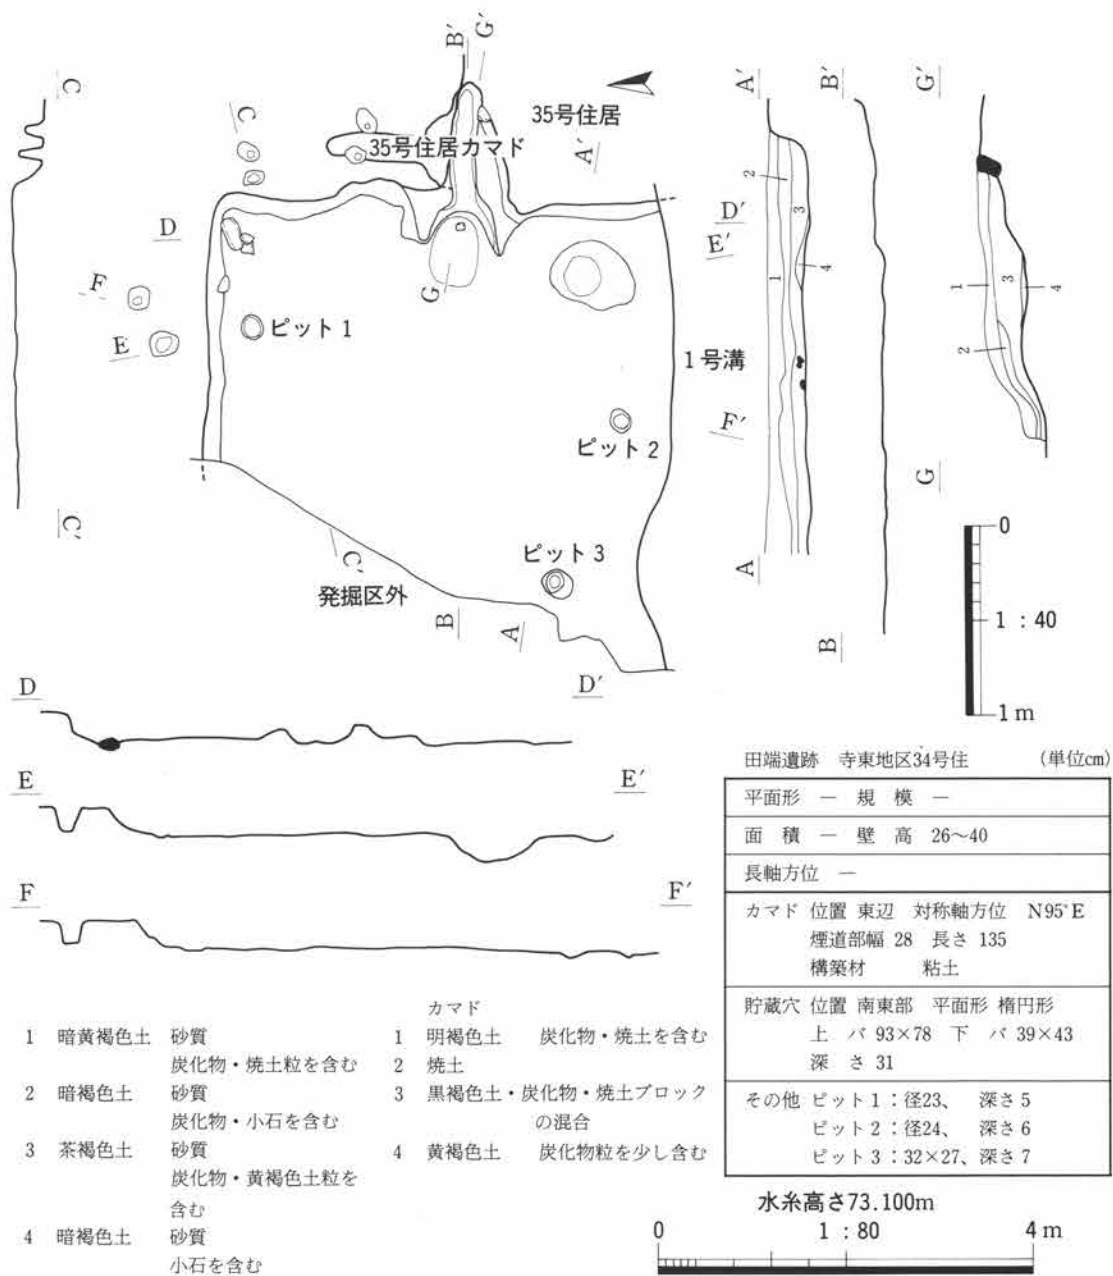 B′
G′
C
C
35号住居
35号住居カマド
A′
D
F
E
G
ピット1
ピット2
ピット3
1号溝
C′
C′
発掘区外
B
A
A′
B′
G′
D′
E′
F′
2
3
1
4
1
3
4
2
A
B
G
0
1:40
1m
D
D′
E
E′
F
F′
田端遺跡 寺東地区34号住 (単位cm)
平面形 ― 規模 ―
面積 ― 壁高 26~40
長軸方位 ―
カマド 位置 東辺 対称軸方位 N95°E
煙道部幅 28 長さ 135
構築材 粘土
貯蔵穴 位置 南東部 平面形 楕円形
上バ 93×78 下バ 39×43
深さ 31
その他 ピット1:径23、 深さ5
ピット2:径24、 深さ6
ピット3:32×27、深さ7
1 暗黄褐色土 砂質
炭化物・焼土粒を含む
2 暗褐色土 砂質
炭化物・小石を含む
3 茶褐色土 砂質
炭化物・黄褐色土粒を
含む
4 暗褐色土 砂質
小石を含む
カマド
1 明褐色土 炭化物・焼土を含む
2 焼土
3 黒褐色土・炭化物・焼土ブロック
の混合
4 黄褐色土 炭化物粒を少し含む
水糸高さ73.100m
0 1:80 4m